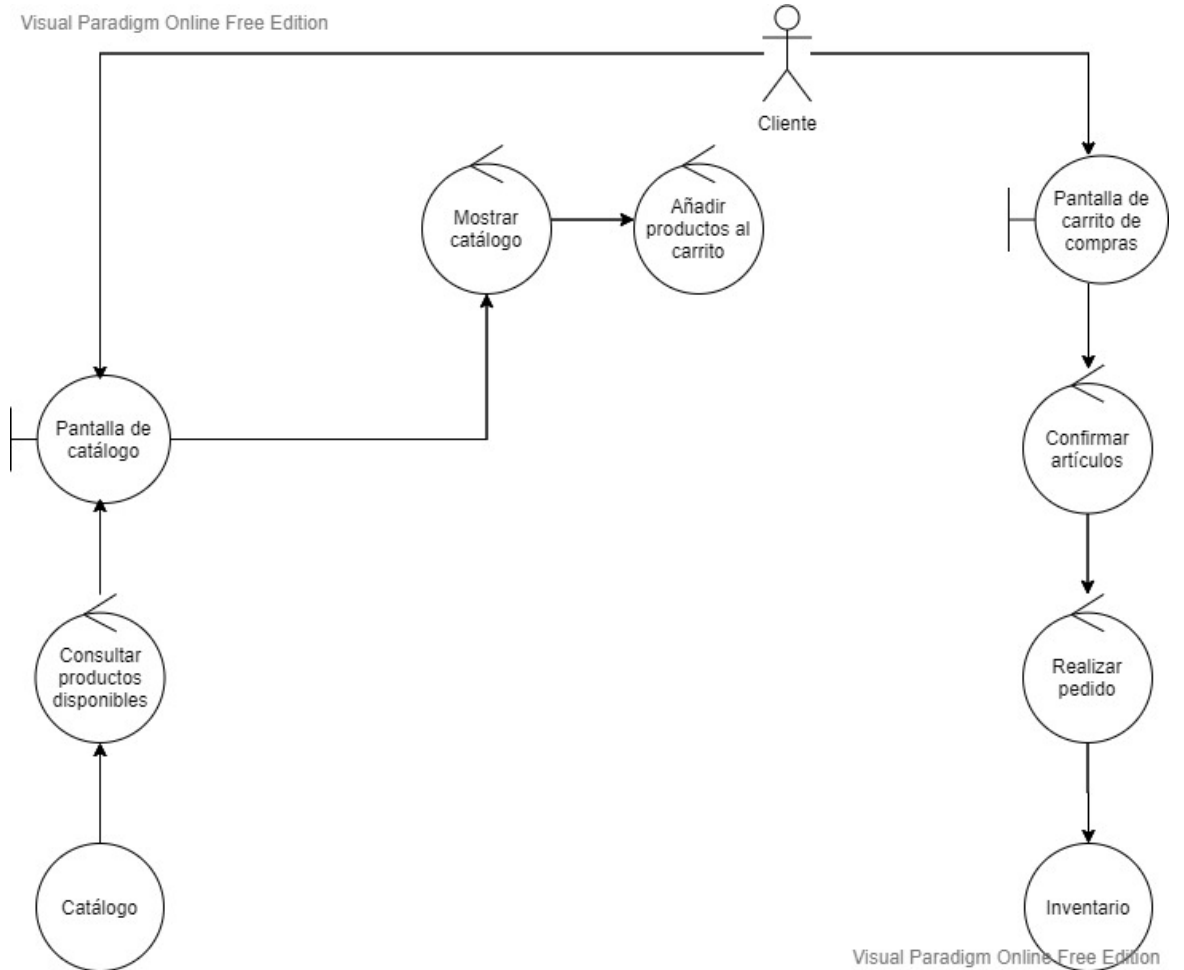 Visual Paradigm Online Free Edition
Cliente
Mostrar
catálogo
Añadir
productos al
carrito
Pantalla de
carrito de
compras
Pantalla de
catálogo
Confirmar
artículos
Consultar
productos
disponibles
Realizar
pedido
Catálogo
Inventario
Visual Paradigm Online Free Edition